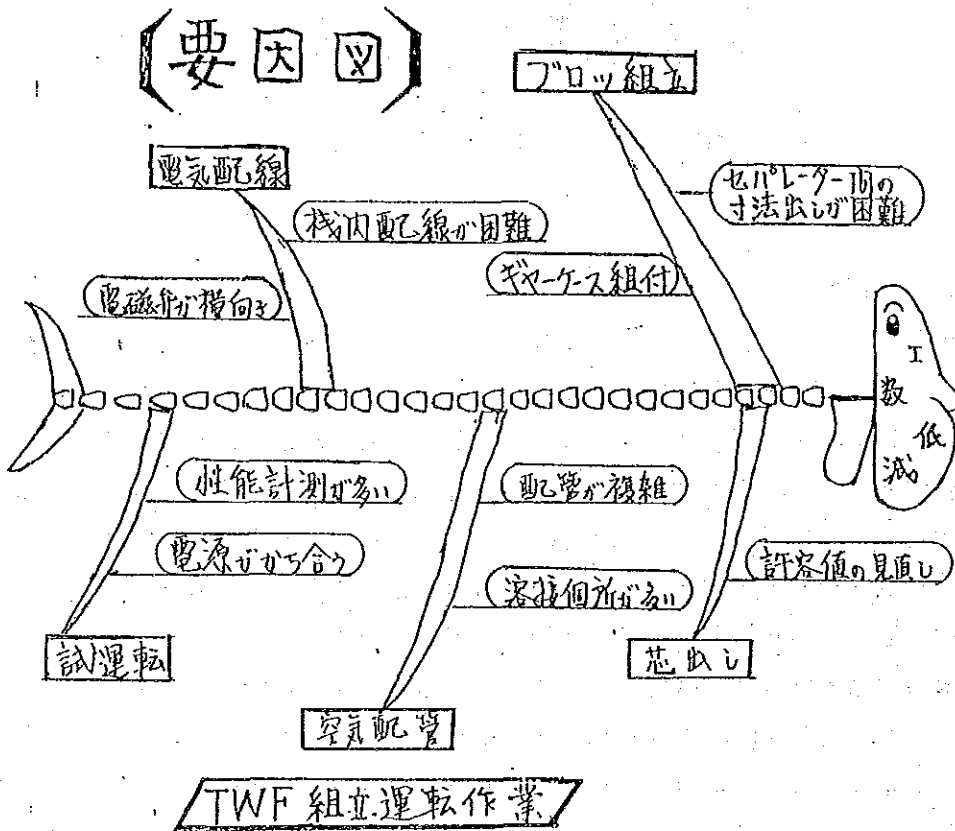 要因図
ブロッ組立
電気配線
セパレーター間の
寸法出しが困難
機内配線が困難
ギヤーケース組付
電磁弁が横向き
工数低減
性能計測が多い
配管が複雑
電源がかち合う
溶接個所が多い
許容値の見直し
試運転
芯出し
空気配管
TWF組立運転作業